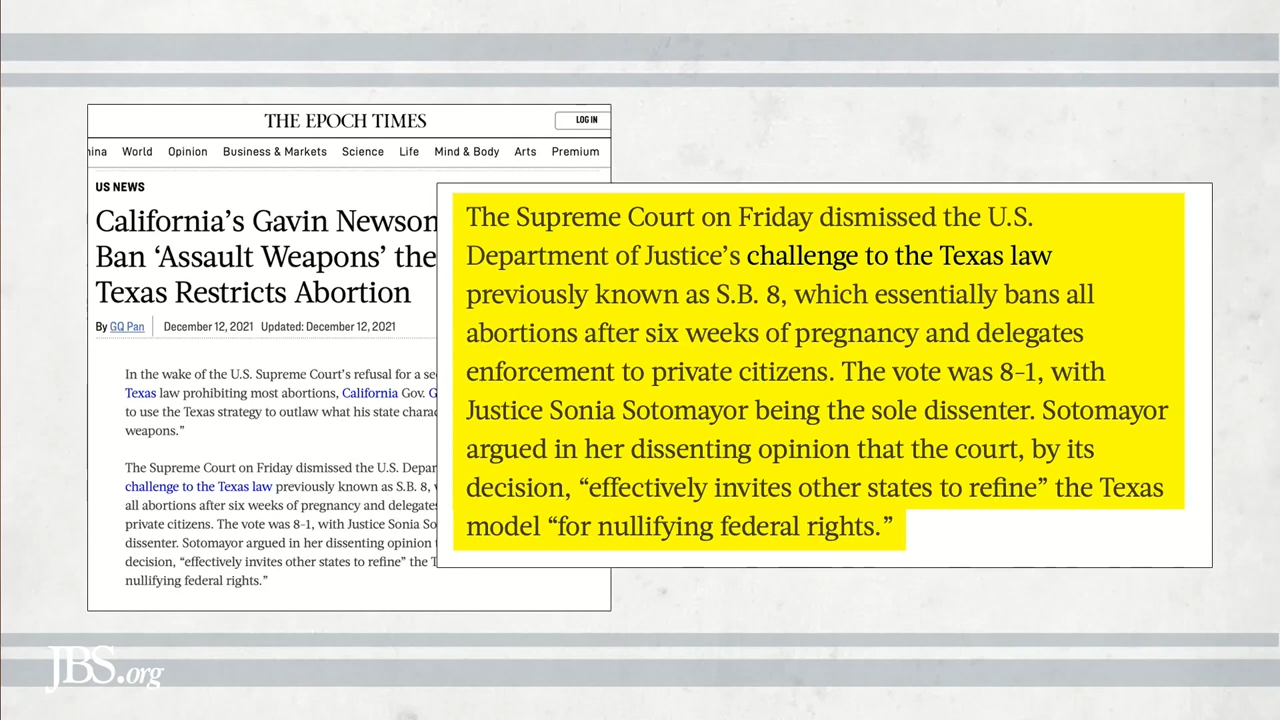 THE EPOCH TIMES
LOG IN
hina World Opinion Business & Markets Science Life Mind & Body Arts Premium
US NEWS
California's Gavin Newson
Ban ‘Assault Weapons’ the
Texas Restricts Abortion
By GQ Pan December 12, 2021 Updated: December 12, 2021
In the wake of the U.S. Supreme Court's refusal for a se
Texas law prohibiting most abortions, California Gov. G
to use the Texas strategy to outlaw what his state charac
weapons.”
The Supreme Court on Friday dismissed the U.S. Depar
challenge to the Texas law previously known as S.B. 8,
all abortions after six weeks of pregnancy and delegates
private citizens. The vote was 8-1, with Justice Sonia So
dissenter. Sotomayor argued in her dissenting opinion
decision, “effectively invites other states to refine” the T
nullifying federal rights.”
The Supreme Court on Friday dismissed the U.S.
Department of Justice's challenge to the Texas law
previously known as S.B. 8, which essentially bans all
abortions after six weeks of pregnancy and delegates
enforcement to private citizens. The vote was 8–1, with
Justice Sonia Sotomayor being the sole dissenter. Sotomayor
argued in her dissenting opinion that the court, by its
decision, “effectively invites other states to refine” the Texas
model “for nullifying federal rights.”
JBS.org